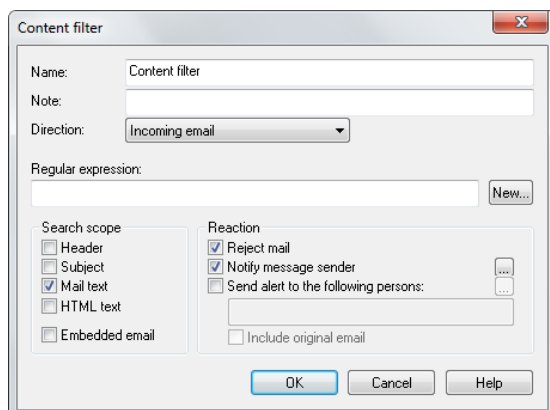 Content filter
Name: Content filter
Note:
Direction: Incoming email
Regular expression:
New...
Search scope
Header
Subject
Mail text
HTML text
Embedded email
Reaction
Reject mail
Notify message sender ...
Send alert to the following persons: ...
Include original email
OK Cancel Help